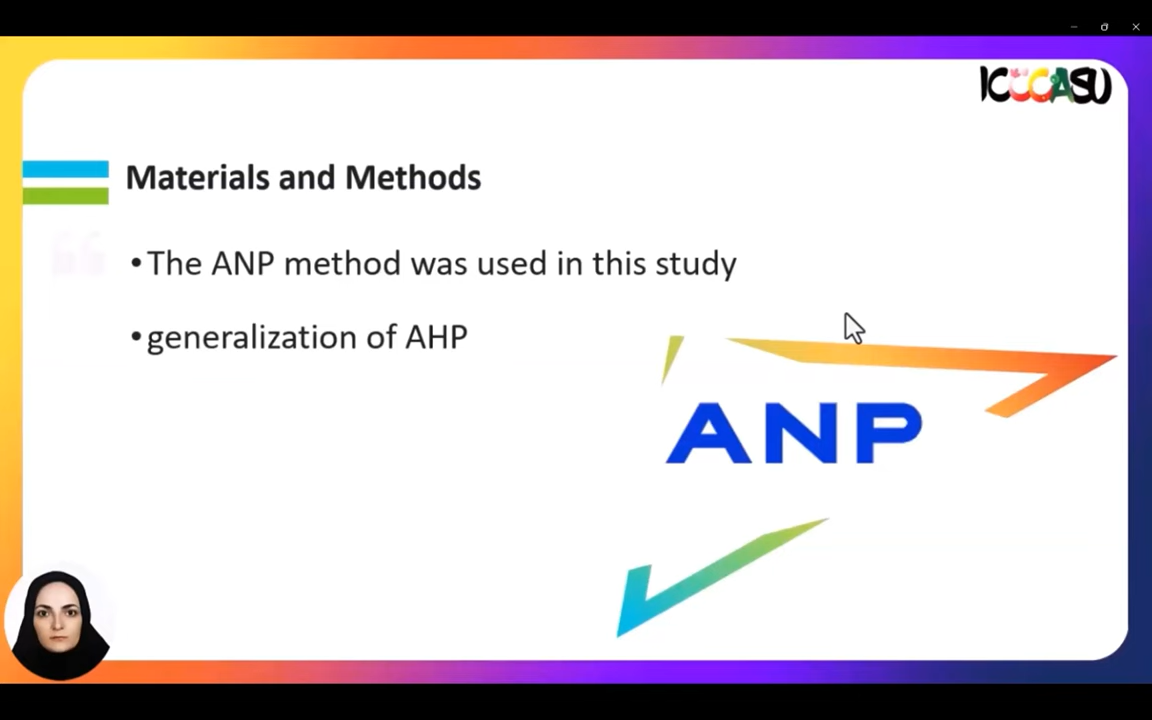 ICCCASU
Materials and Methods
•The ANP method was used in this study
•generalization of AHP
ANP